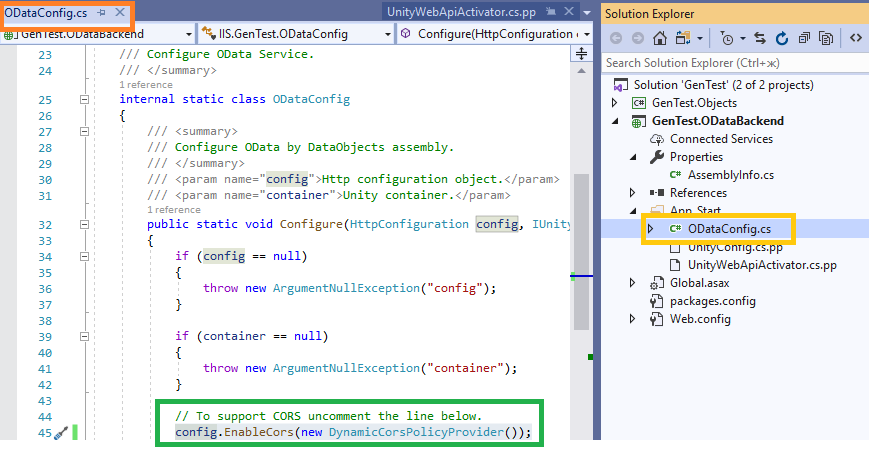 ODataConfig.cs
UnityWebApiActivator.cs.pp
GenTest.ODataBackend
IIS.GenTest.ODataConfig
Configure(HttpConfiguration c
23 /// Configure OData Service.
24 /// </summary>
1 reference
25 internal static class ODataConfig
26 {
27 /// <summary>
28 /// Configure OData by DataObjects assembly.
29 /// </summary>
30 /// <param name="config">Http configuration object.</param>
31 /// <param name="container">Unity container.</param>
1 reference
32 public static void Configure(HttpConfiguration config, IUnity
33 {
34 if (config == null)
35 {
36 throw new ArgumentNullException("config");
37 }
38
39 if (container == null)
40 {
41 throw new ArgumentNullException("container");
42 }
43
44 // To support CORS uncomment the line below.
45 config.EnableCors(new DynamicCorsPolicyProvider());
Solution Explorer
Search Solution Explorer (Ctrl+ж)
Solution 'GenTest' (2 of 2 projects)
C# GenTest.Objects
GenTest.ODataBackend
Connected Services
Properties
C# AssemblyInfo.cs
References
App_Start
C# ODataConfig.cs
UnityConfig.cs.pp
UnityWebApiActivator.cs.pp
Global.asax
packages.config
Web.config